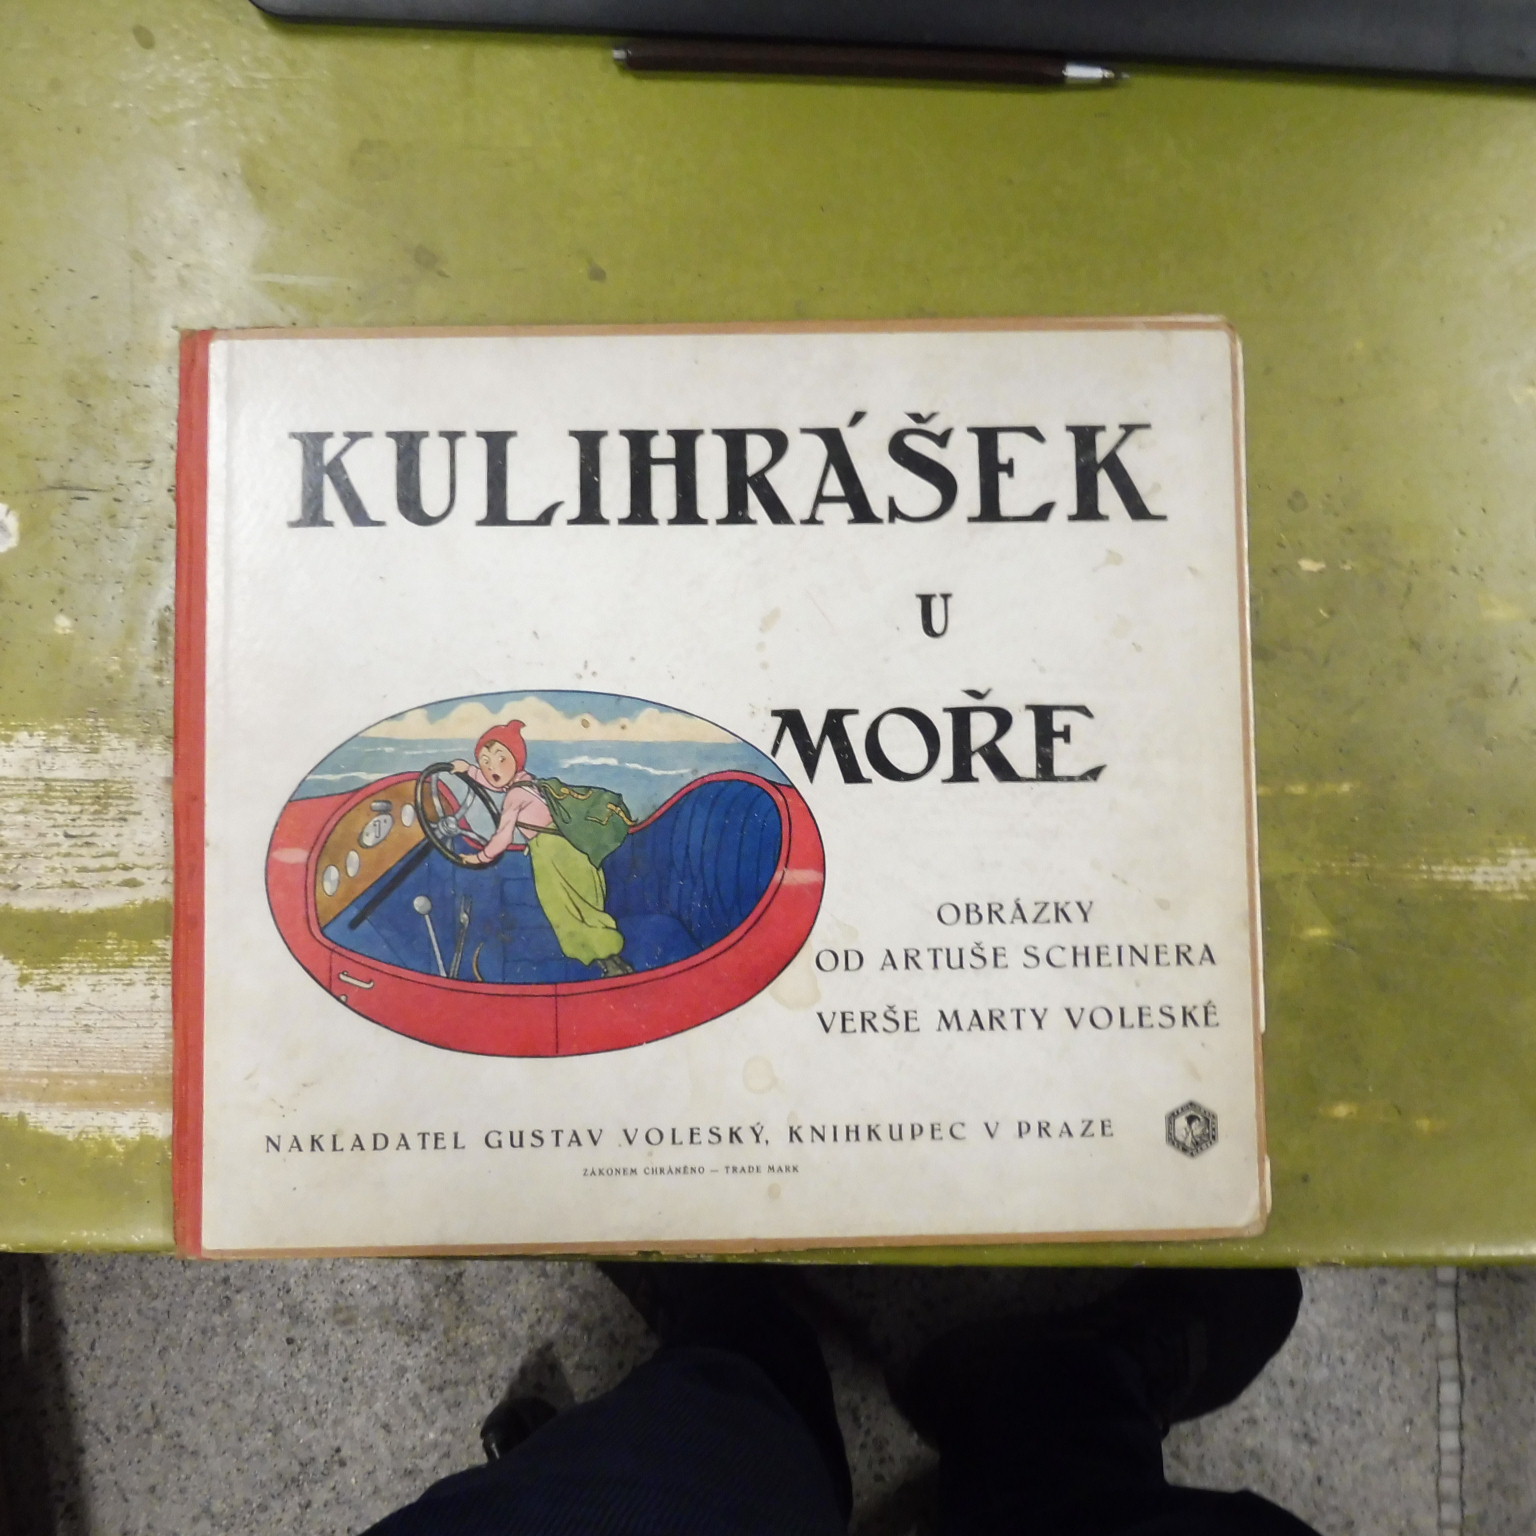 KULIHRÁŠEK
U
MOŘE
OBRÁZKY
OD ARTUŠE SCHEINERA
VERŠE MARTY VOLESKÉ
NAKLADATEL GUSTAV VOLESKÝ, KNIHKUPEC V PRAZE
ZÁKONEM CHRÁNĚNO — TRADE MARK